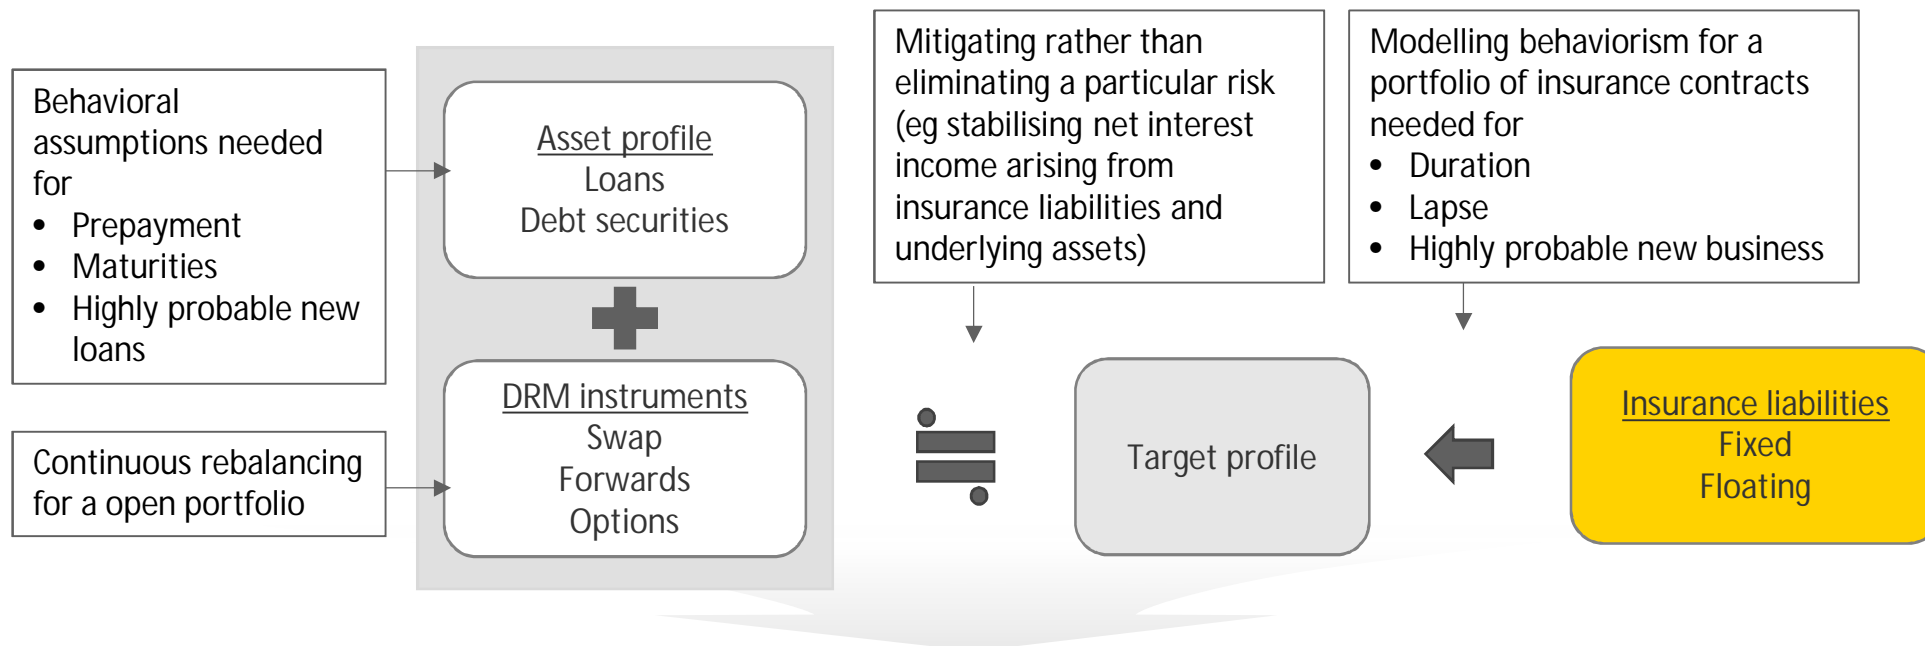 Behavioral
assumptions needed
for
• Prepayment
• Maturities
• Highly probable new
loans
Continuous rebalancing
for a open portfolio
Asset profile
Loans
Debt securities
DRM instruments
Swap
Forwards
Options
Mitigating rather than
eliminating a particular risk
(eg stabilising net interest
income arising from
insurance liabilities and
underlying assets)
Target profile
Modelling behaviorism for a
portfolio of insurance contracts
needed for
• Duration
• Lapse
• Highly probable new business
Insurance liabilities
Fixed
Floating